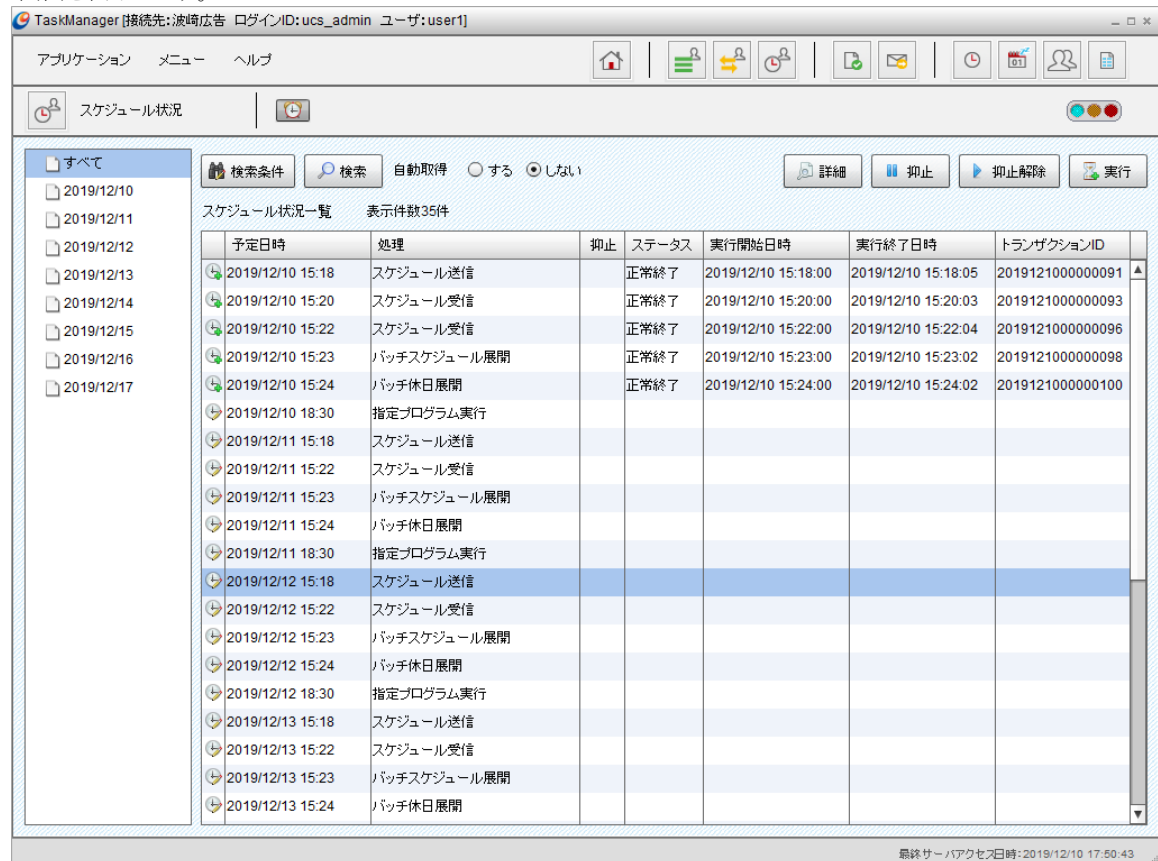 TaskManager [接続先:波崎広告 ログインID:ucs_admin ユーザ:user1]
アプリケーション メニュー ヘルプ
スケジュール状況
すべて
2019/12/10
2019/12/11
2019/12/12
2019/12/13
2019/12/14
2019/12/15
2019/12/16
2019/12/17
検索条件 検索 自動取得 する しない 詳細 抑止 抑止解除 実行
スケジュール状況一覧 表示件数35件
予定日時 処理 抑止 ステータス 実行開始日時 実行終了日時 トランザクションID
2019/12/10 15:18 スケジュール送信 正常終了 2019/12/10 15:18:00 2019/12/10 15:18:05 2019121000000091
2019/12/10 15:20 スケジュール受信 正常終了 2019/12/10 15:20:00 2019/12/10 15:20:03 2019121000000093
2019/12/10 15:22 スケジュール受信 正常終了 2019/12/10 15:22:00 2019/12/10 15:22:04 2019121000000096
2019/12/10 15:23 バッチスケジュール展開 正常終了 2019/12/10 15:23:00 2019/12/10 15:23:02 2019121000000098
2019/12/10 15:24 バッチ休日展開 正常終了 2019/12/10 15:24:00 2019/12/10 15:24:02 2019121000000100
2019/12/10 18:30 指定プログラム実行
2019/12/11 15:18 スケジュール送信
2019/12/11 15:22 スケジュール受信
2019/12/11 15:23 バッチスケジュール展開
2019/12/11 15:24 バッチ休日展開
2019/12/11 18:30 指定プログラム実行
2019/12/12 15:18 スケジュール送信
2019/12/12 15:22 スケジュール受信
2019/12/12 15:23 バッチスケジュール展開
2019/12/12 15:24 バッチ休日展開
2019/12/12 18:30 指定プログラム実行
2019/12/13 15:18 スケジュール送信
2019/12/13 15:22 スケジュール受信
2019/12/13 15:23 バッチスケジュール展開
2019/12/13 15:24 バッチ休日展開
最終サーバアクセス日時:2019/12/10 17:50:43